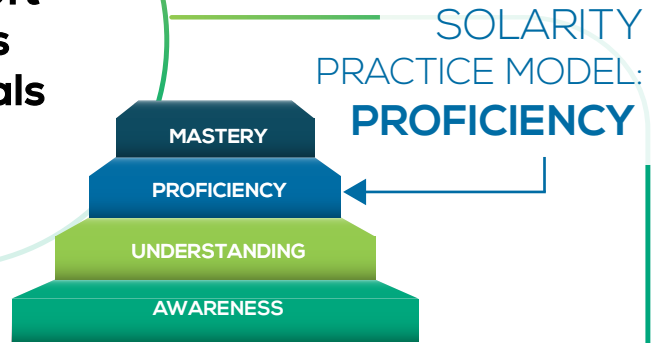 als
SOLARITY
PRACTICE MODEL:
PROFICIENCY
MASTERY
PROFICIENCY
UNDERSTANDING
AWARENESS